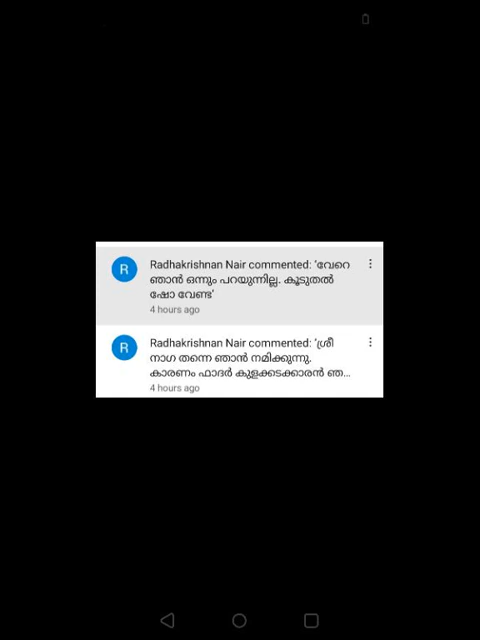 Radhakrishnan Nair commented: 'വേറെ
ഞാൻ ഒന്നും പറയുന്നില്ല. കൂടുതൽ
ഷോ വേണ്ട'
4 hours ago
Radhakrishnan Nair commented: 'ശ്രീ
നാഗ തന്നെ ഞാൻ നമിക്കുന്നു.
കാരണം ഫാദർ കുളക്കടക്കാരൻ ഞ...
4 hours ago
R
R